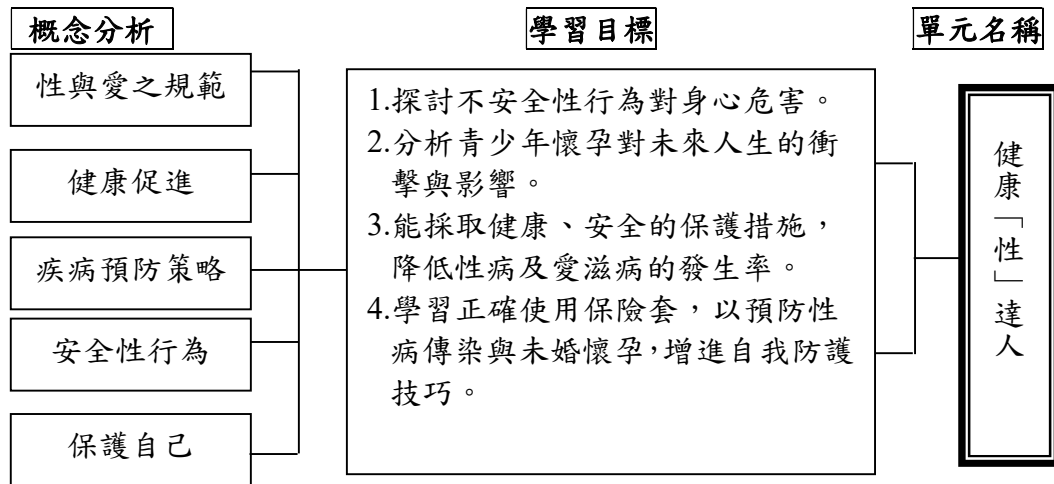 概念分析
學習目標
單元名稱
性與愛之規範
健康促進
疾病預防策略
安全性行為
保護自己
1.探討不安全性行為對身心危害。
2.分析青少年懷孕對未來人生的衝
擊與影響。
3.能採取健康、安全的保護措施，
降低性病及愛滋病的發生率。
4.學習正確使用保險套，以預防性
病傳染與未婚懷孕,增進自我防護
技巧。
健康「性」達人